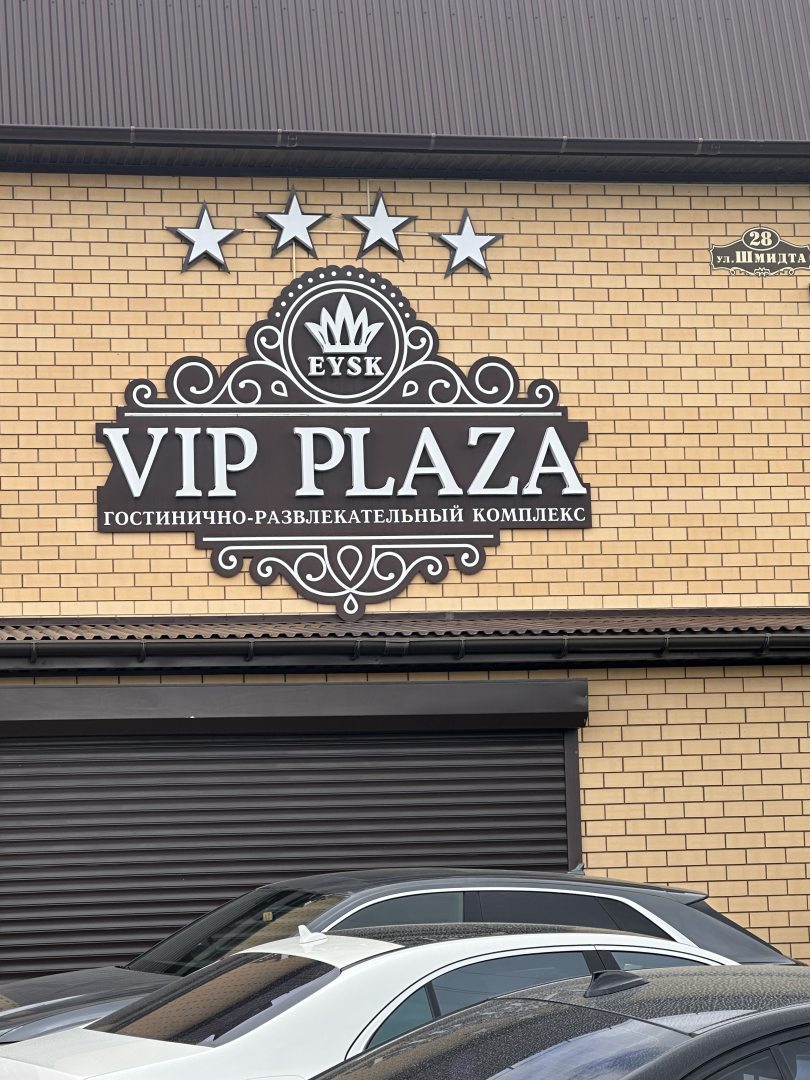 28
ул. Шмидта
EYSK
VIP PLAZA
ГОСТИНИЧНО-РАЗВЛЕКАТЕЛЬНЫЙ КОМПЛЕКС